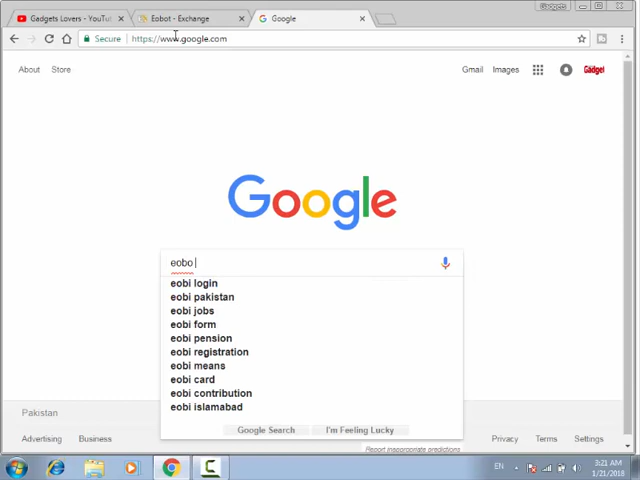 Gadgets
Gadgets Lovers - YouTu
Eobot - Exchange
Google
Secure
https://www.google.com
About
Store
Gmail
Images
Gadget
Google
eobo
eobi login
eobi pakistan
eobi jobs
eobi form
eobi pension
eobi registration
eobi means
eobi card
eobi contribution
eobi islamabad
Google Search
I'm Feeling Lucky
Report inappropriate predictions
Pakistan
Advertising
Business
Privacy
Terms
Settings
EN
3:21 AM
1/21/2018